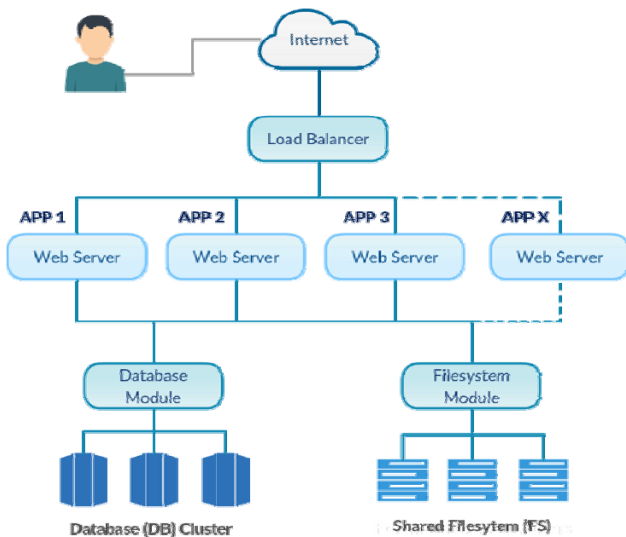 Internet
Load Balancer
APP 1
APP 2
APP 3
APP X
Web Server
Web Server
Web Server
Web Server
Database
Module
Filesystem
Module
Database (DB) Cluster
Shared Filesytem (FS)